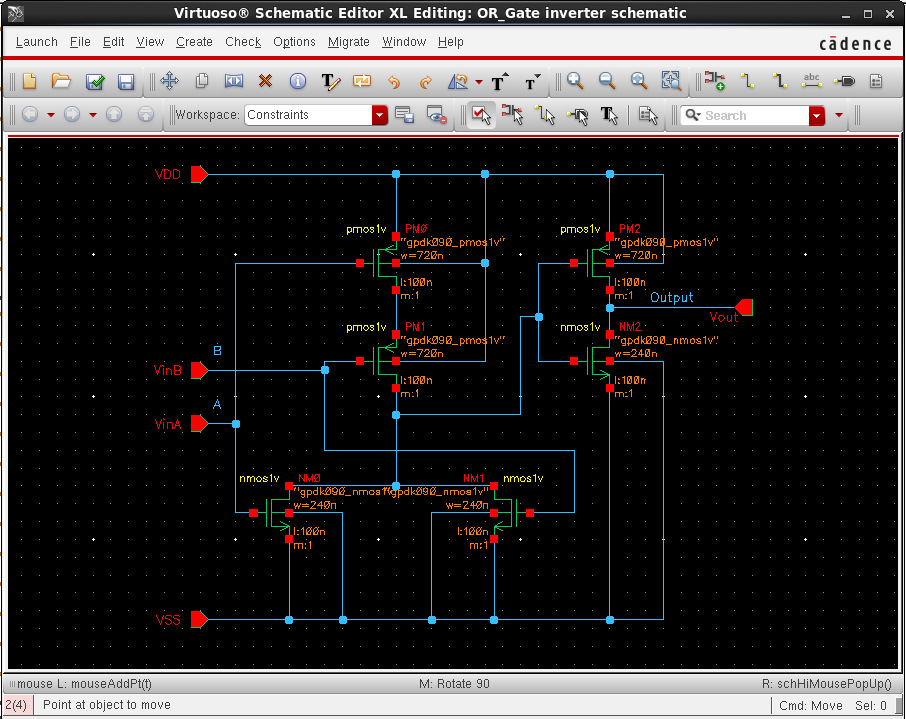 Virtuoso® Schematic Editor XL Editing: OR_Gate inverter schematic
Launch File Edit View Create Check Options Migrate Window Help
cādence
abc
Workspace: Constraints
Search
VDD
pmos1v PM0
"gpdk090_pmos1v"
w=720n
l:100n
m:1
pmos1v PM2
"gpdk090_pmos1v"
w=720n
l:100n
m:1
Output
Vout
pmos1v PM1
"gpdk090_pmos1v"
w=720n
l:100n
m:1
nmos1v NM2
"gpdk090_nmos1v"
w=240n
l:100n
m:1
B
VinB
A
VinA
nmos1v NM0
"gpdk090_nmos1v"
w=240n
l:100n
m:1
NM1 nmos1v
"gpdk090_nmos1v"
w=240n
l:100n
m:1
VSS
mouse L: mouseAddPt(t) M: Rotate 90 R: schHiMousePopUp()
2(4) Point at object to move Cmd: Move Sel: 0